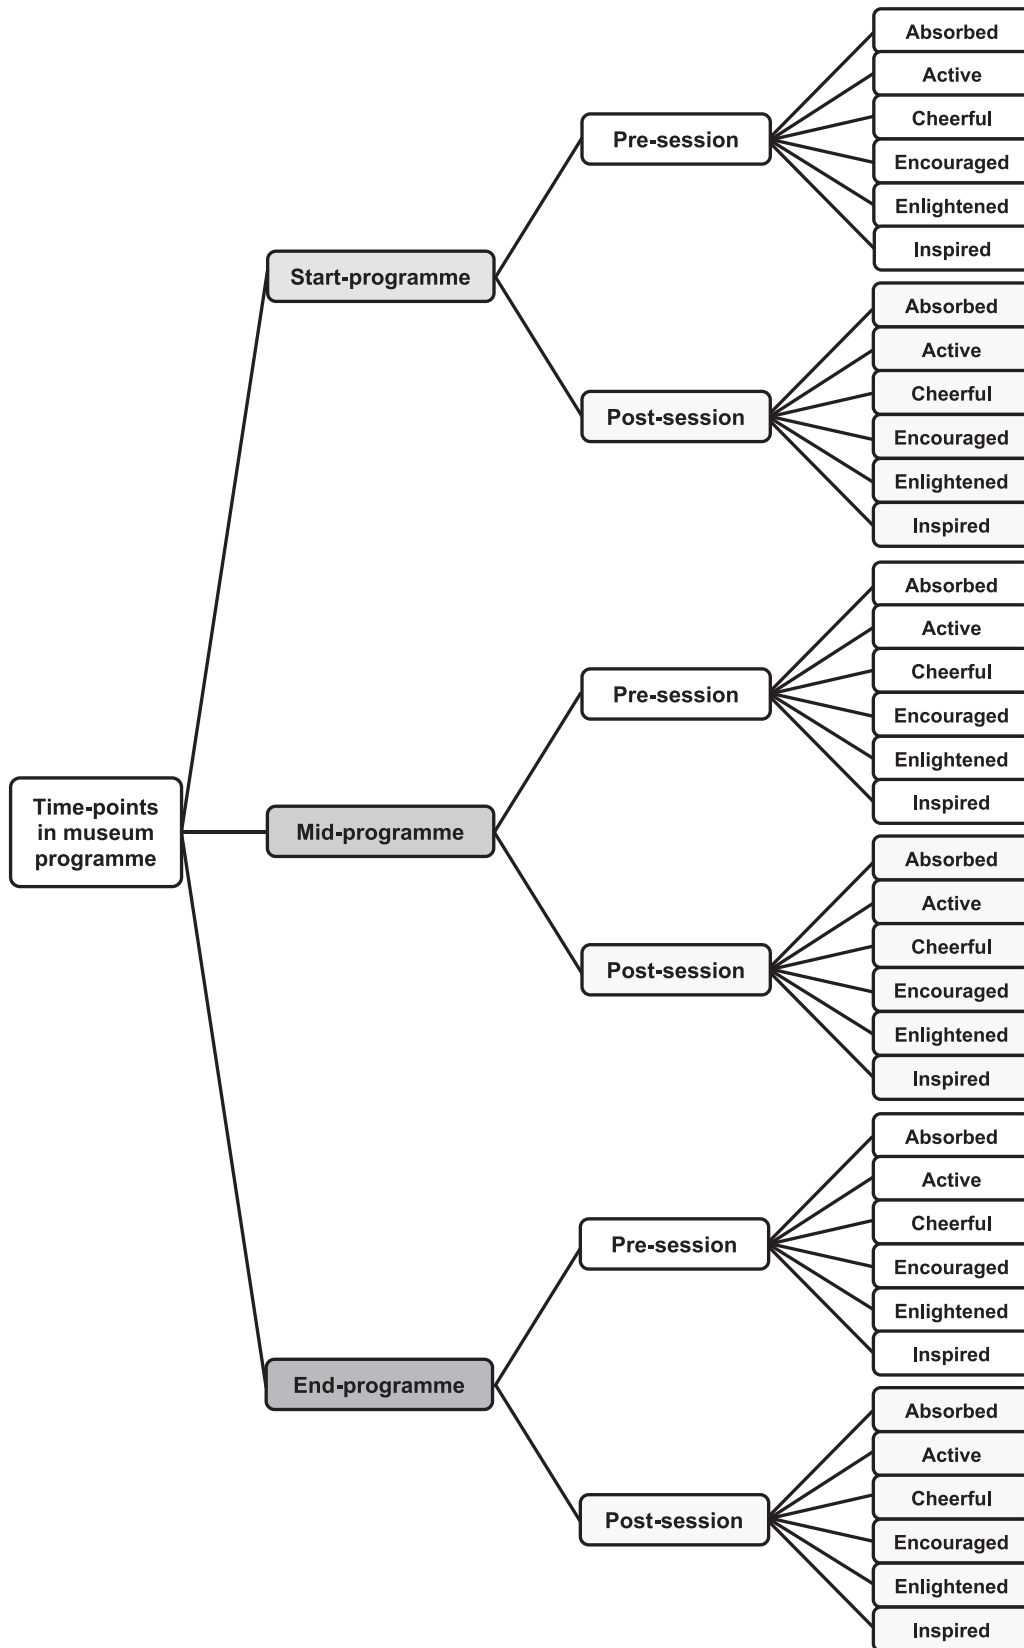 Time-points
in museum
programme
Start-programme
Pre-session
Absorbed
Active
Cheerful
Encouraged
Enlightened
Inspired
Post-session
Absorbed
Active
Cheerful
Encouraged
Enlightened
Inspired
Mid-programme
Pre-session
Absorbed
Active
Cheerful
Encouraged
Enlightened
Inspired
Post-session
Absorbed
Active
Cheerful
Encouraged
Enlightened
Inspired
End-programme
Pre-session
Absorbed
Active
Cheerful
Encouraged
Enlightened
Inspired
Post-session
Absorbed
Active
Cheerful
Encouraged
Enlightened
Inspired